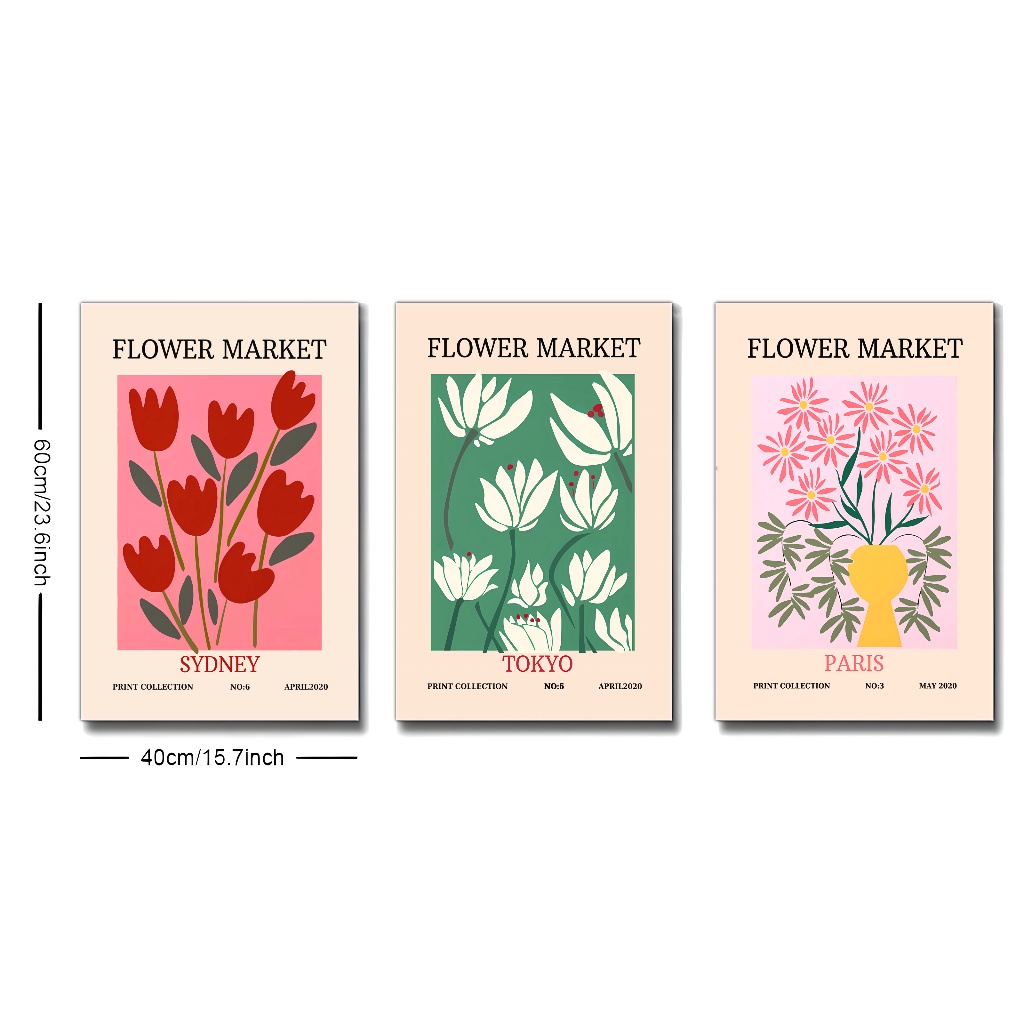 FLOWER MARKET
SYDNEY
PRINT COLLECTION NO:6 APRIL2020
FLOWER MARKET
TOKYO
PRINT COLLECTION NO:5 APRIL2020
FLOWER MARKET
PARIS
PRINT COLLECTION NO:3 MAY 2020
60cm/23.6inch
40cm/15.7inch